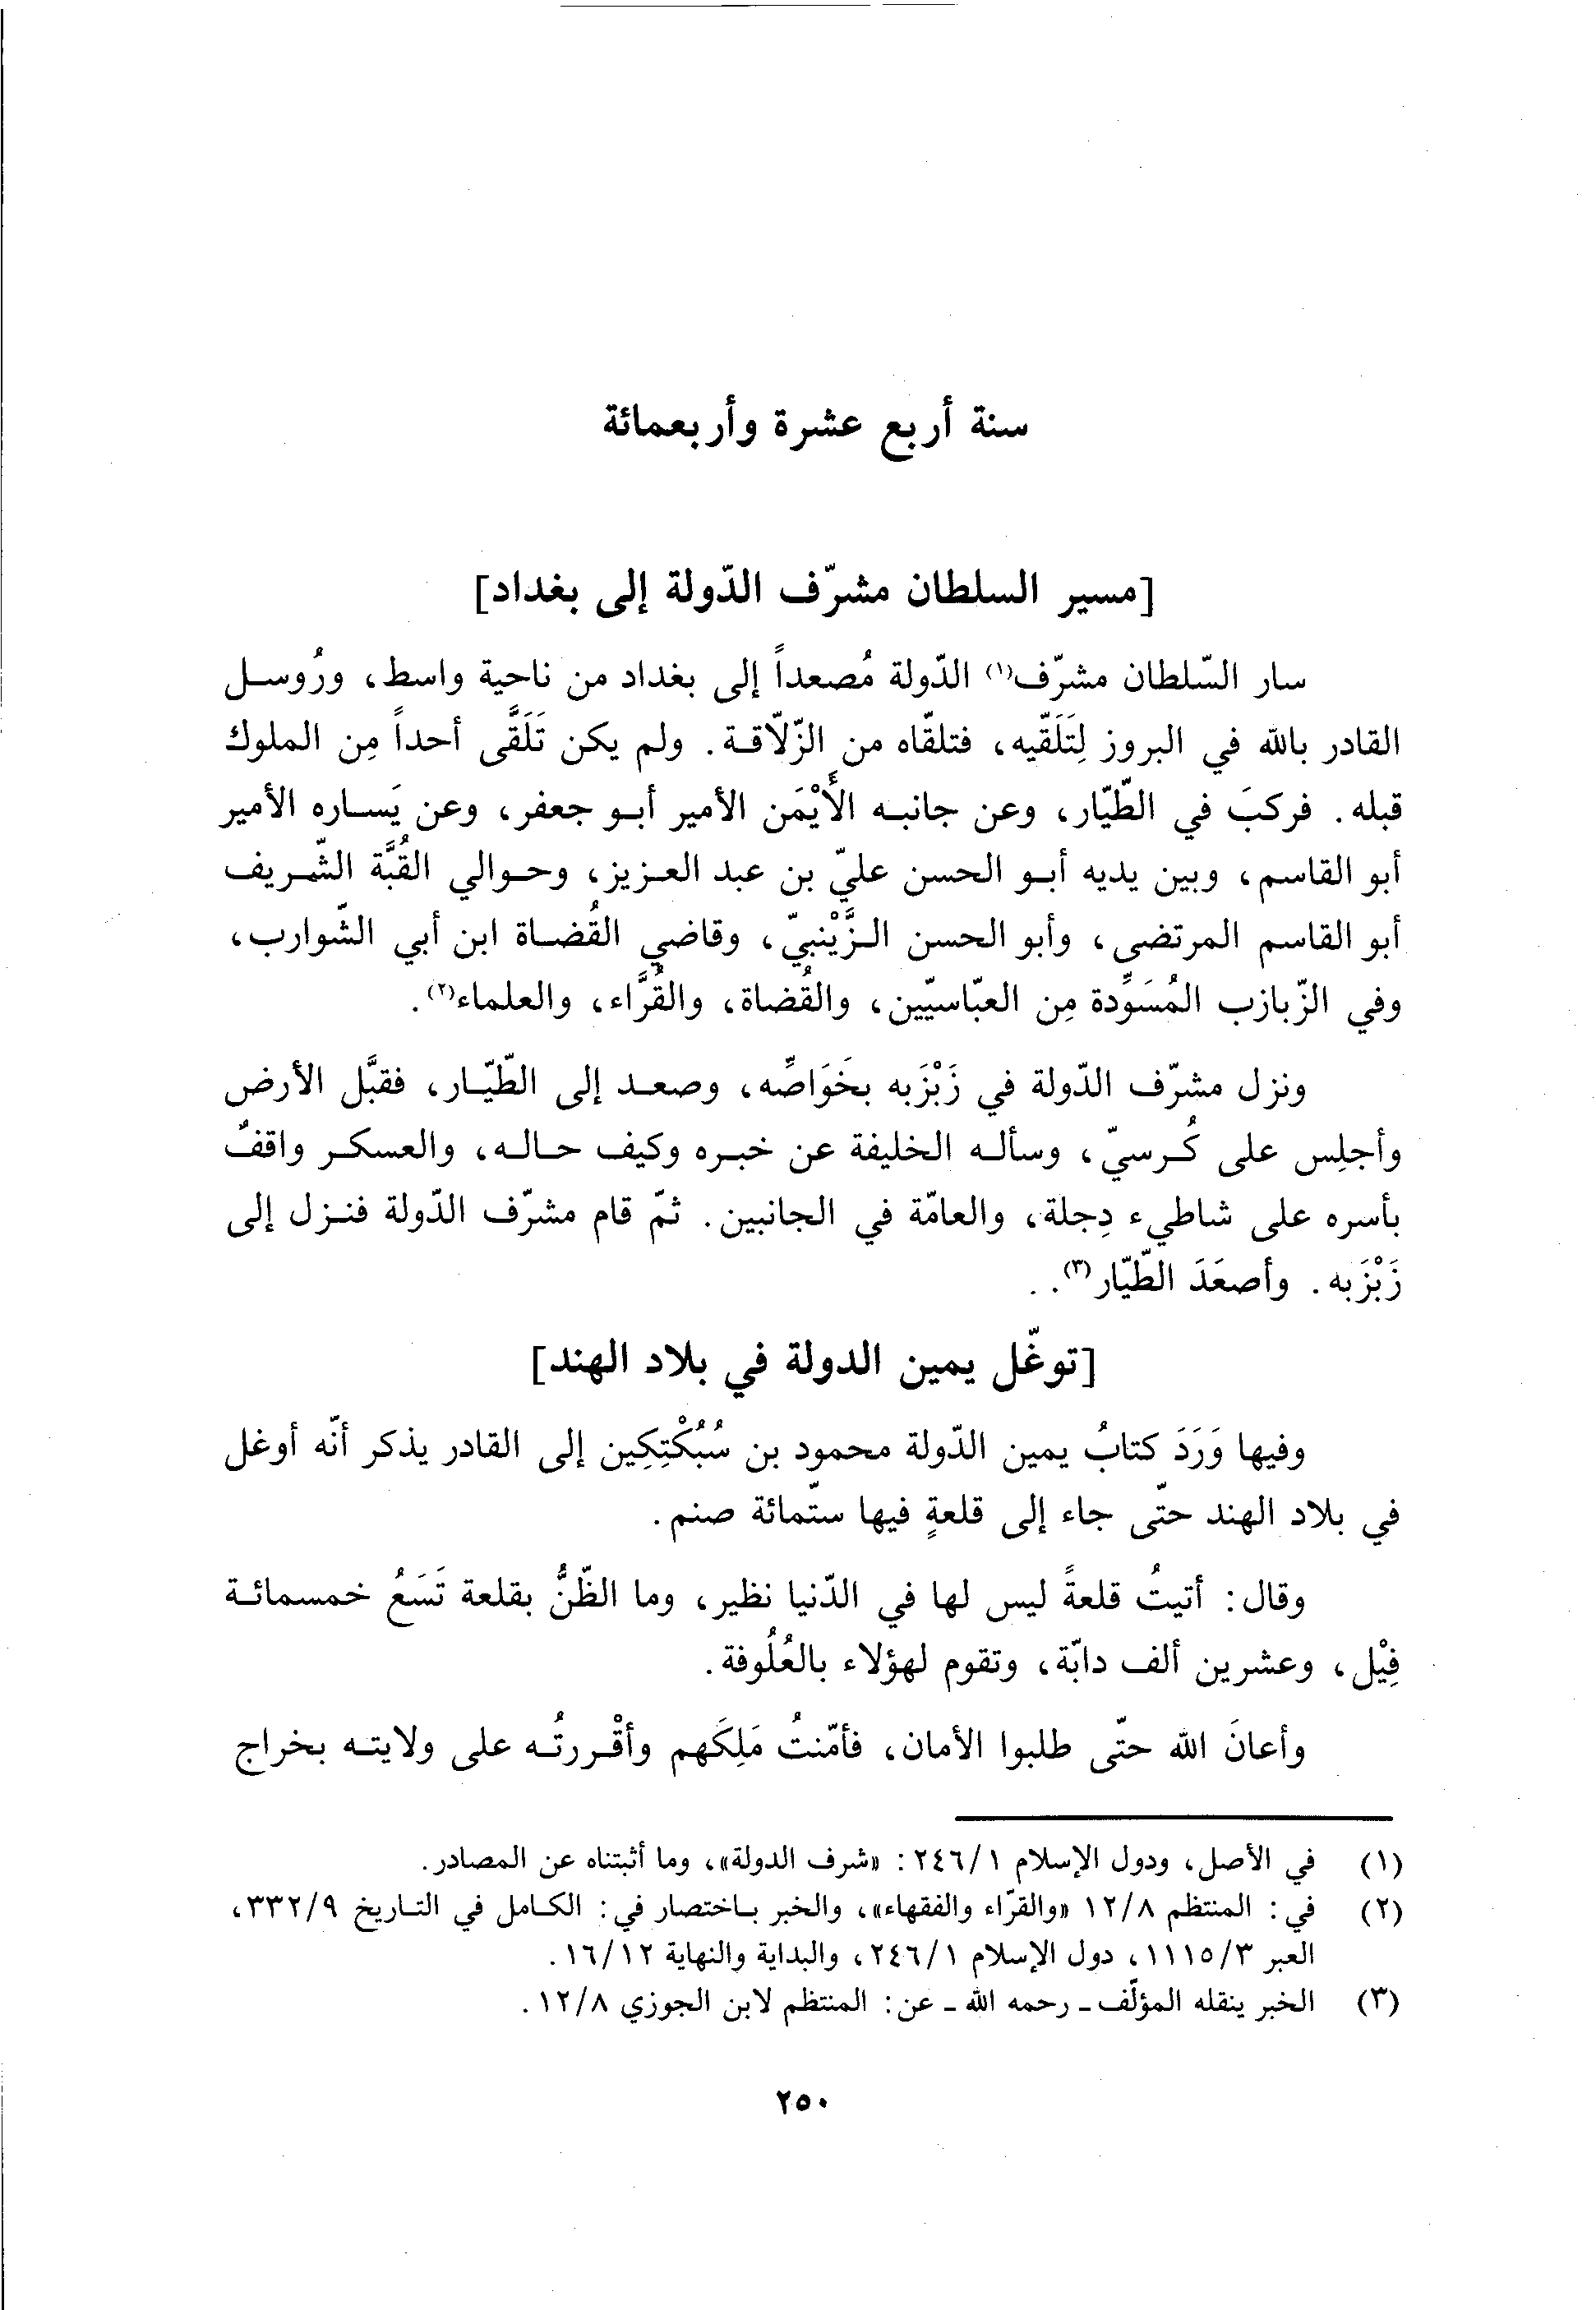 سنة أربع عشرة وأربعمائة
[مسير السلطان مشرّف الدّولة إلى بغداد]
سار السّلطان مشرّف(١) الدّولة مُصعداً إلى بغداد من ناحية واسط، ورُوسل
القادر بالله في البروز لِتَلَقّيه، فتلقّاه من الزّلّاقة. ولم يكن تَلَقَّى أحداً مِن الملوك
قبله. فركبَ في الطّيّار، وعن جانبه الأَيْمَن الأمير أبو جعفر، وعن يَساره الأمير
أبو القاسم، وبين يديه أبو الحسن عليّ بن عبد العزيز، وحوالي القُبَّة الشّريف
أبو القاسم المرتضى، وأبو الحسن الزَّيْنبيّ، وقاضي القُضاة ابن أبي الشّوارب،
وفي الزّبازب المُسَوِّدة مِن العبّاسيّين، والقُضاة، والقُرَّاء، والعلماء(٢).
ونزل مشرّف الدّولة في زَبْزَبه بخَوَاصِّه، وصعد إلى الطّيّار، فقبَّل الأرض
وأجلِس على كُرسيّ، وسأله الخليفة عن خبره وكيف حاله، والعسكر واقفٌ
بأسره على شاطيء دِجلة، والعامّة في الجانبين. ثمّ قام مشرّف الدّولة فنزل إلى
زَبْزَبه. وأصعَدَ الطّيّار(٣). .
[توغّل يمين الدولة في بلاد الهند]
وفيها وَرَدَ كتابُ يمين الدّولة محمود بن سُبُكْتِكِين إلى القادر يذكر أنّه أوغل
في بلاد الهند حتّى جاء إلى قلعةٍ فيها ستّمائة صنم.
وقال: أتيتُ قلعةً ليس لها في الدّنيا نظير، وما الظّنُّ بقلعة تَسَعُ خمسمائة
فِيْل، وعشرين ألف دابّة، وتقوم لهؤلاء بالعُلُوفة.
وأعانَ الله حتّى طلبوا الأمان، فأمّنتُ مَلِكَهم وأقْررتُه على ولايته بخراج
(١) في الأصل، ودول الإسلام ٢٤٦/١: «شرف الدولة»، وما أثبتناه عن المصادر.
(٢) في: المنتظم ١٢/٨ «والقرّاء والفقهاء»، والخبر باختصار في: الكامل في التاريخ ٣٣٢/٩،
العبر ١١١٥/٣، دول الإسلام ٢٤٦/١، والبداية والنهاية ١٦/١٢.
(٣) الخبر ينقله المؤلّف - رحمه الله - عن: المنتظم لابن الجوزي ١٢/٨.
٢٥٠